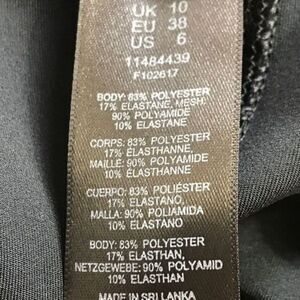 UK 10
EU 38
US 6
11484439
F102617
BODY: 83% POLYESTER
17% ELASTANE, MESH:
90% POLYAMIDE
10% ELASTANE
CORPS: 83% POLYESTER
17% ÉLASTHANNE,
MAILLE: 90% POLYAMIDE
10% ÉLASTHANNE
CUERPO: 83% POLIÉSTER
17% ELASTANO,
MALLA: 90% POLIAMIDA
10% ELASTANO
BODY: 83% POLYESTER
17% ELASTHAN,
NETZGEWEBE: 90% POLYAMID
10% ELASTHAN
MADE IN SRI LANKA